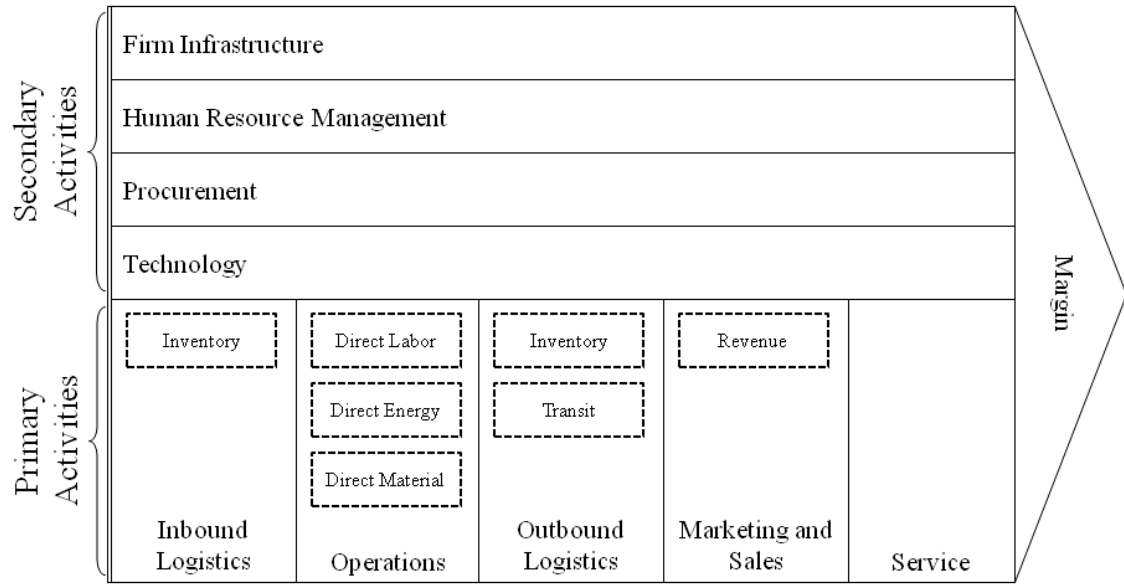 Secondary
Activities
Firm Infrastructure
Human Resource Management
Procurement
Technology
Margin
Primary
Activities
Inventory
Direct Labor
Inventory
Revenue
Direct Energy
Transit
Direct Material
Inbound
Logistics
Operations
Outbound
Logistics
Marketing and
Sales
Service